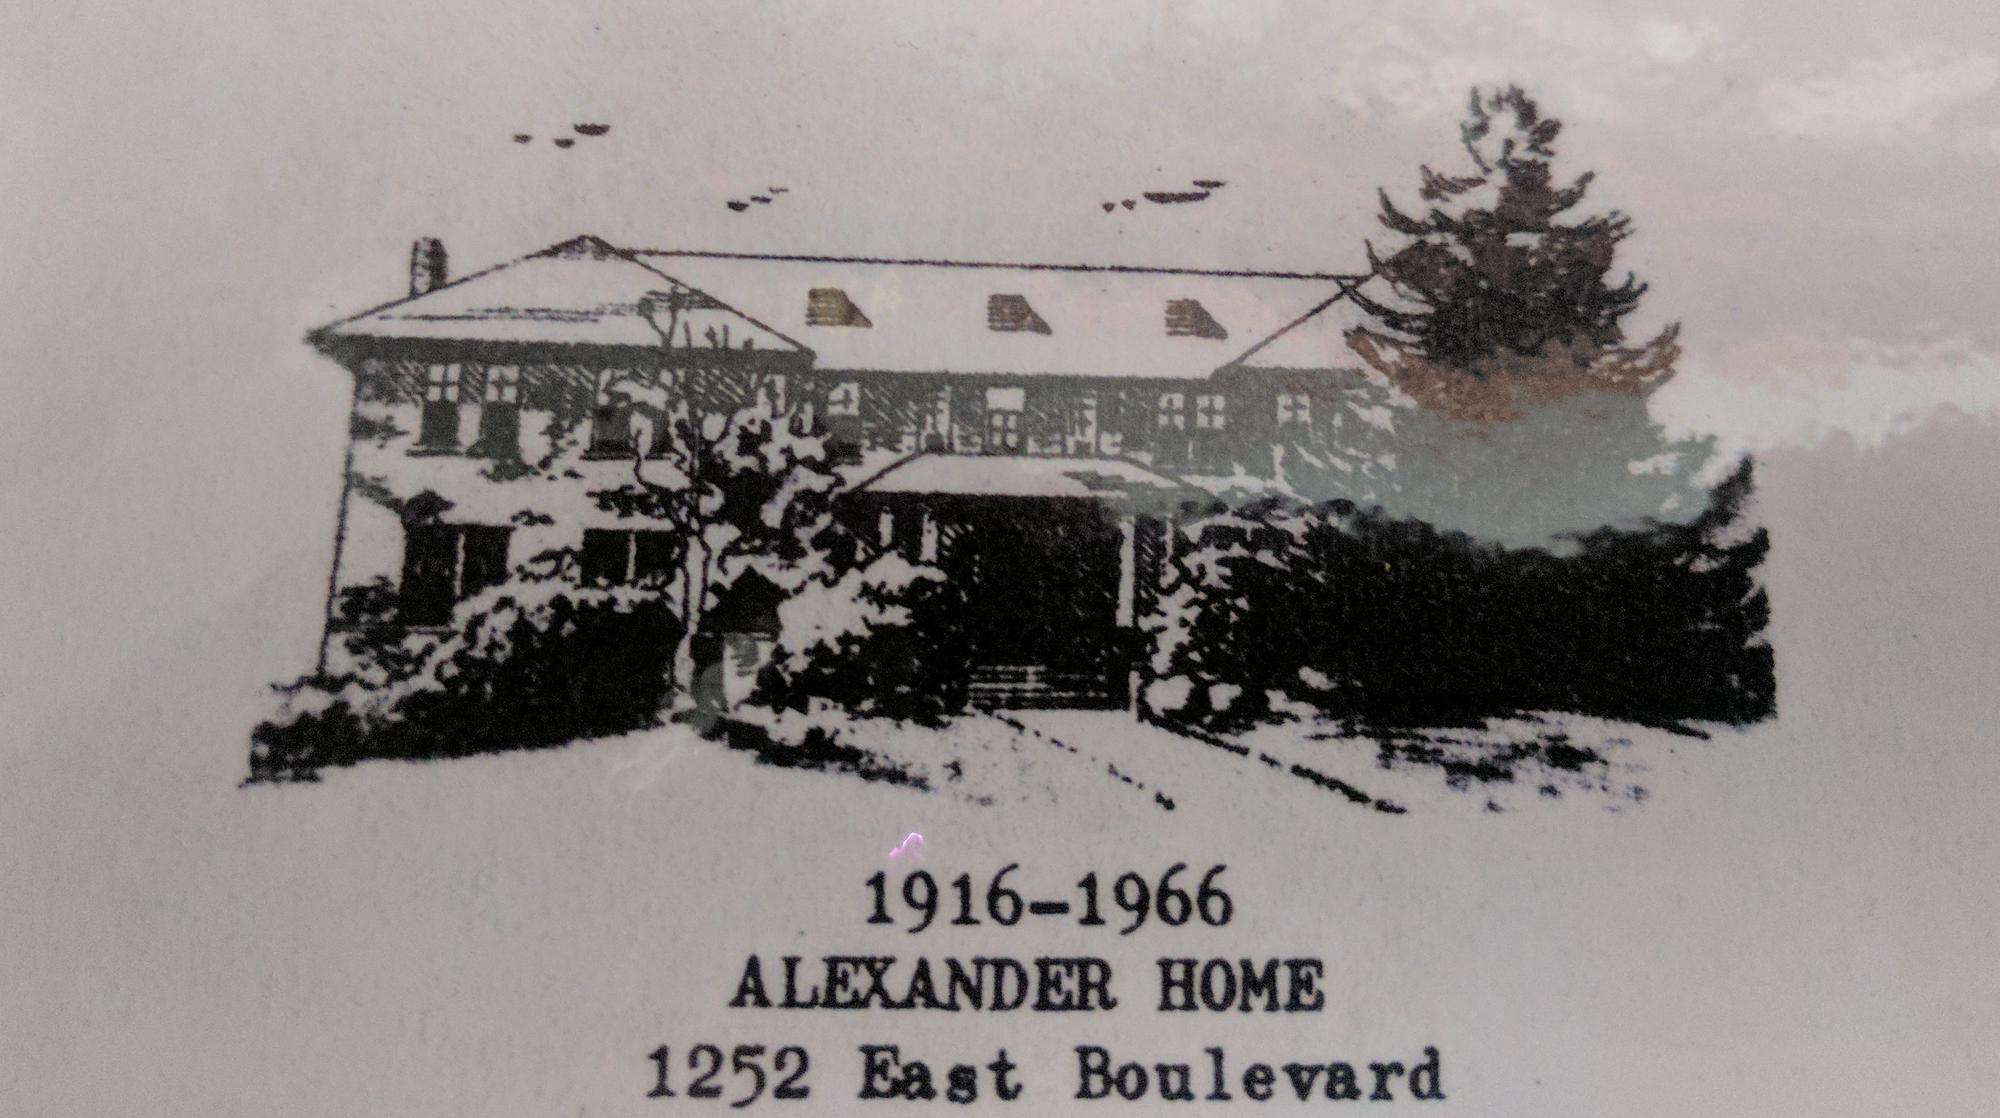 1916-1966
ALEXANDER HOME
1252 East Boulevard